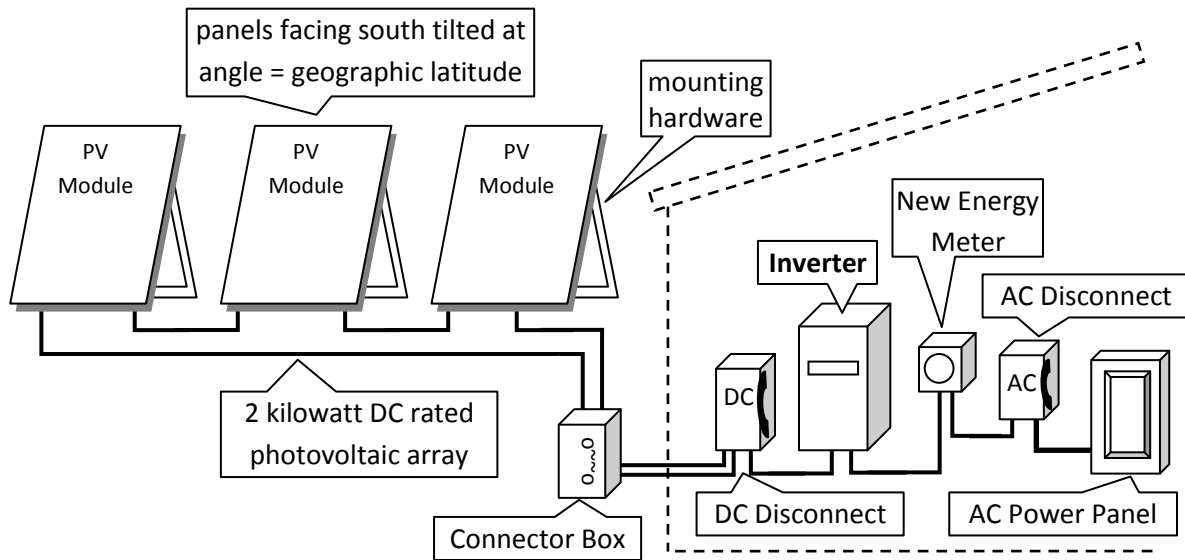 panels facing south tilted at
angle = geographic latitude
mounting
hardware
PV
Module
PV
Module
PV
Module
New Energy
Meter
Inverter
AC Disconnect
DC
AC
2 kilowatt DC rated
photovoltaic array
Connector Box
DC Disconnect
AC Power Panel